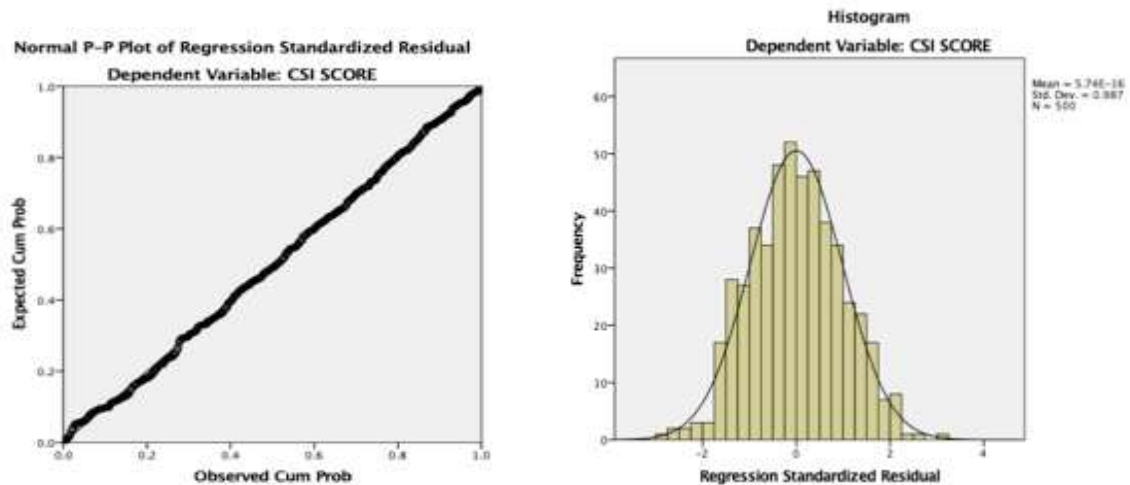 Normal P-P Plot of Regression Standardized Residual
Dependent Variable: CSI SCORE
1.0
0.8
0.6
0.4
0.2
0.0
Expected Cum Prob
0.0 0.2 0.4 0.6 0.8 1.0
Observed Cum Prob
Histogram
Dependent Variable: CSI SCORE
Mean = 5.74E-16
Std. Dev. = 0.987
N = 500
60
50
40
30
20
10
0
Frequency
-2 0 2 4
Regression Standardized Residual